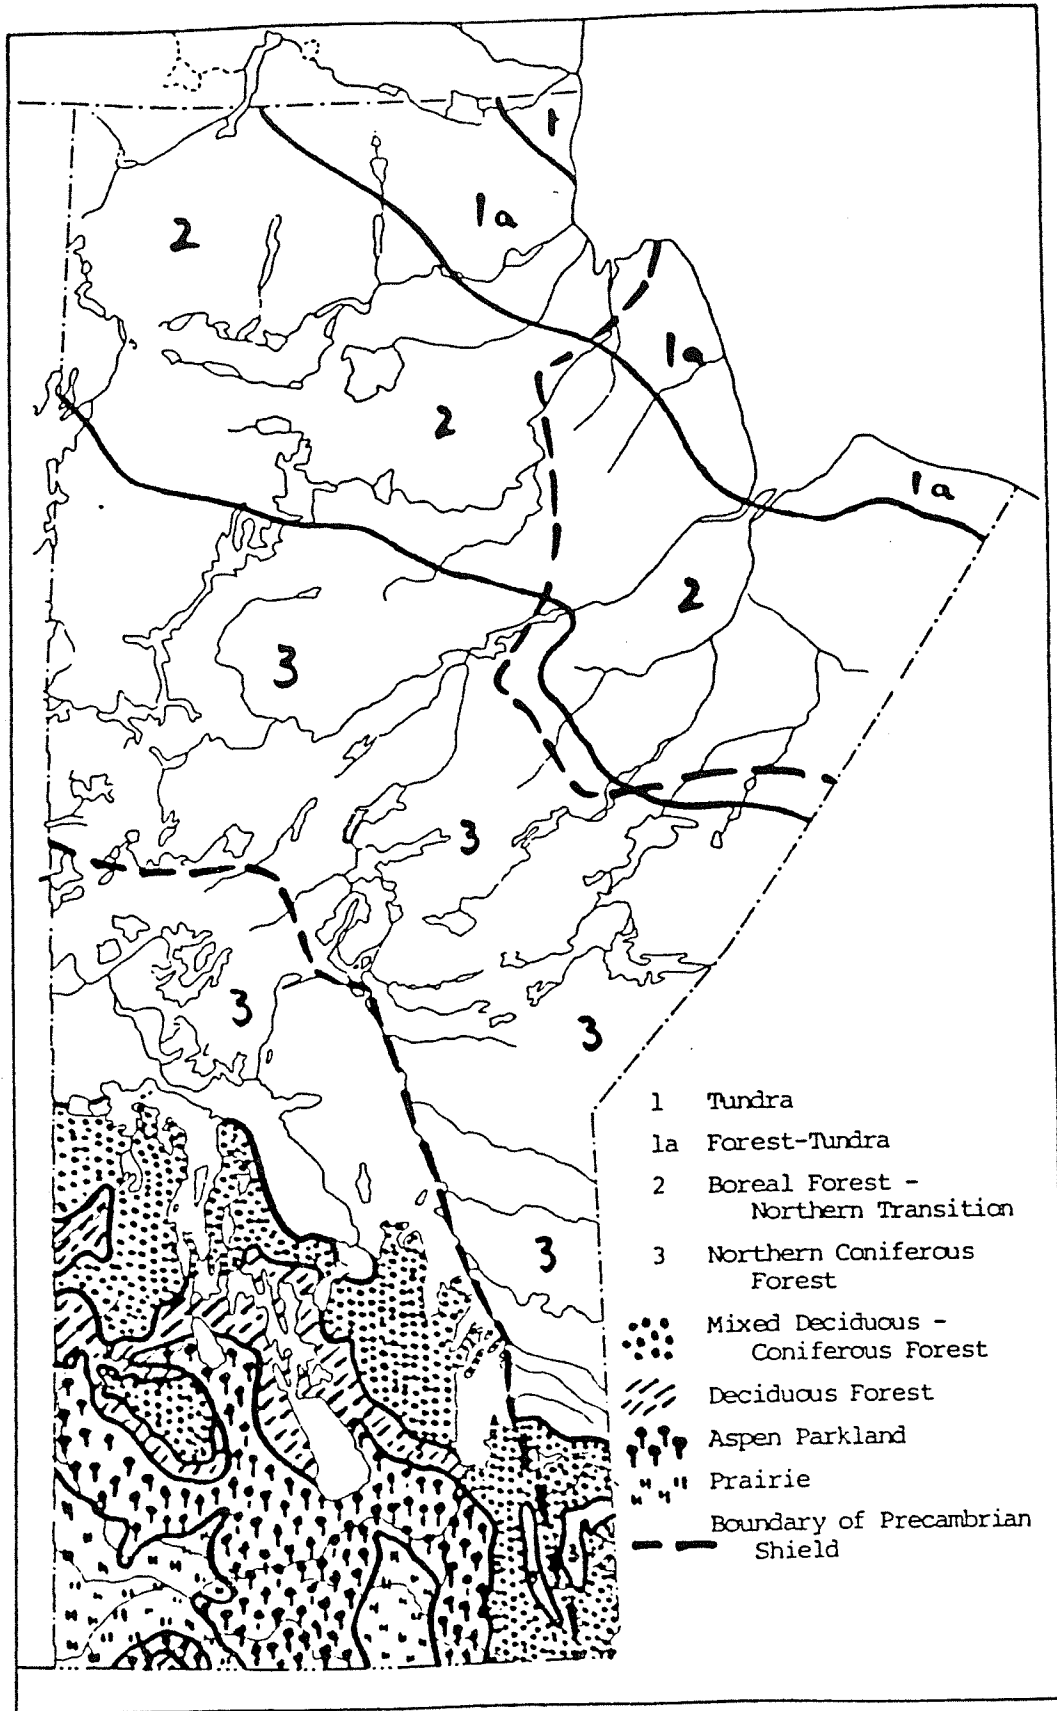 1
1a
2
1a
2
1a
2
3
3
3
3
3
1 Tundra
1a Forest-Tundra
2 Boreal Forest -
Northern Transition
3 Northern Coniferous
Forest
Mixed Deciduous -
Coniferous Forest
Deciduous Forest
Aspen Parkland
Prairie
Boundary of Precambrian
Shield